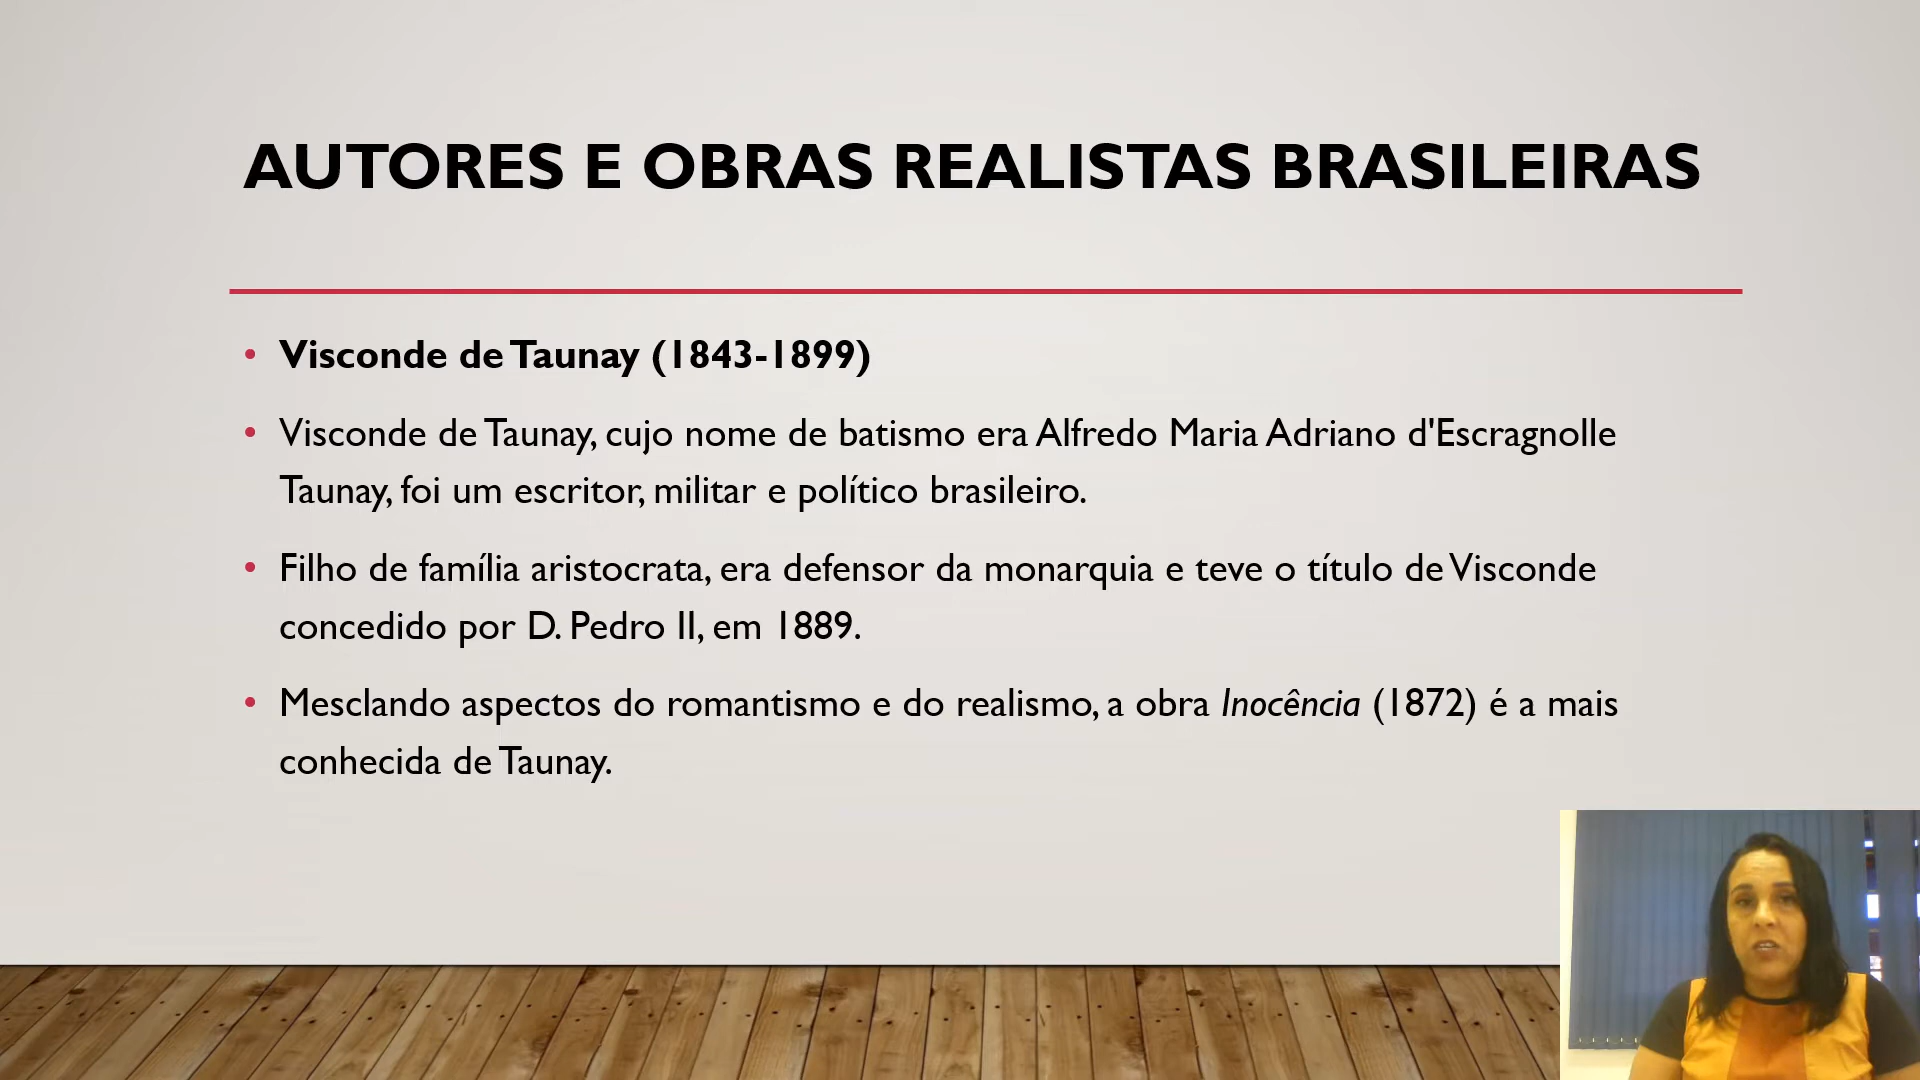 AUTORES E OBRAS REALISTAS BRASILEIRAS
• Visconde de Taunay (1843-1899)
• Visconde de Taunay, cujo nome de batismo era Alfredo Maria Adriano d'Escragnolle
Taunay, foi um escritor, militar e político brasileiro.
• Filho de família aristocrata, era defensor da monarquia e teve o título de Visconde
concedido por D. Pedro II, em 1889.
• Mesclando aspectos do romantismo e do realismo, a obra Inocência (1872) é a mais
conhecida de Taunay.